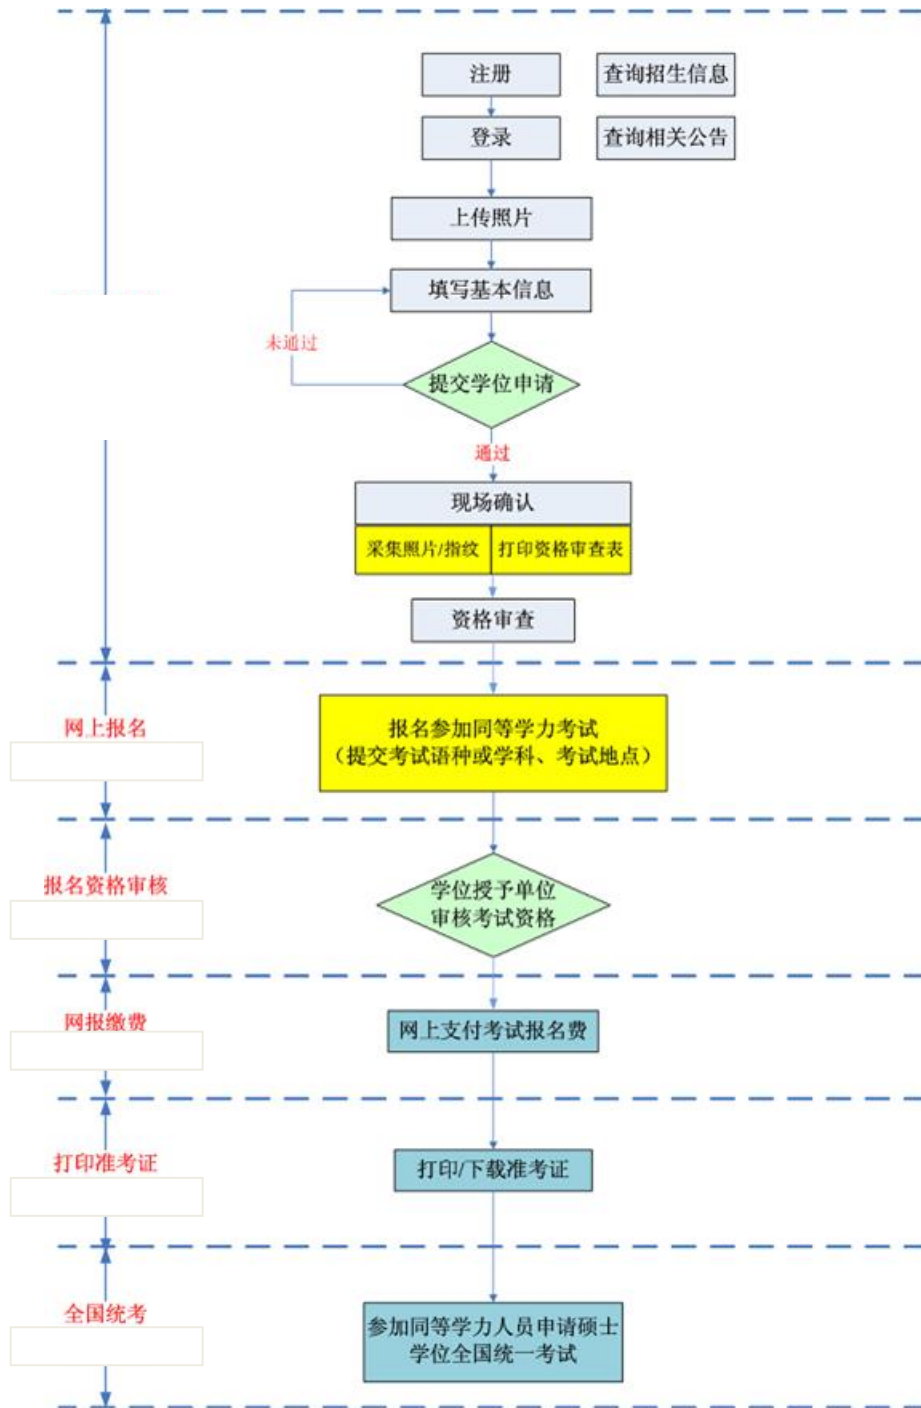 注册
查询招生信息
登录
查询相关公告
上传照片
填写基本信息
未通过
提交学位申请
通过
现场确认
采集照片/指纹
打印资格审查表
资格审查
网上报名
报名参加同等学力考试
（提交考试语种或学科、考试地点）
报名资格审核
学位授予单位
审核考试资格
网报缴费
网上支付考试报名费
打印准考证
打印/下载准考证
全国统考
参加同等学力人员申请硕士
学位全国统一考试